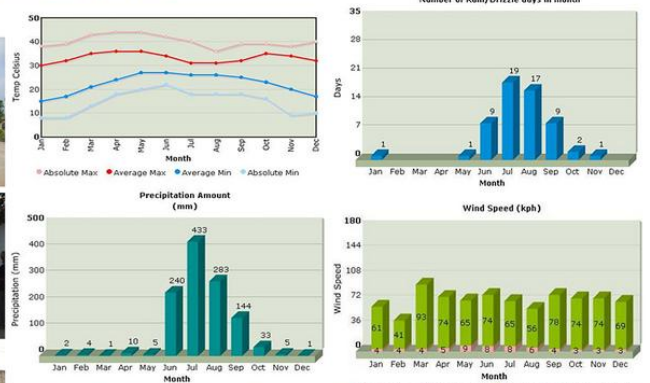 50
40
30
20
10
0
Temp Celsius
Jan Feb Mar Apr May Jun Jul Aug Sep Oct Nov Dec
Month
Absolute Max Average Max Average Min Absolute Min
Number of Rain/Drizzle days in month
35
28
21
14
7
0
Days
1 1 9 19 17 9 2 1
Jan Feb Mar Apr May Jun Jul Aug Sep Oct Nov Dec
Month
Precipitation Amount
(mm)
500
400
300
200
100
0
Precipitation (mm)
2 4 1 10 5 240 433 283 144 33 5 1
Jan Feb Mar Apr May Jun Jul Aug Sep Oct Nov Dec
Month
Wind Speed (kph)
180
144
108
72
36
0
Wind Speed
61 41 93 74 65 74 65 56 78 74 74 69
4 4 4 5 9 8 8 6 4 3 3 3
Jan Feb Mar Apr May Jun Jul Aug Sep Oct Nov Dec
Month